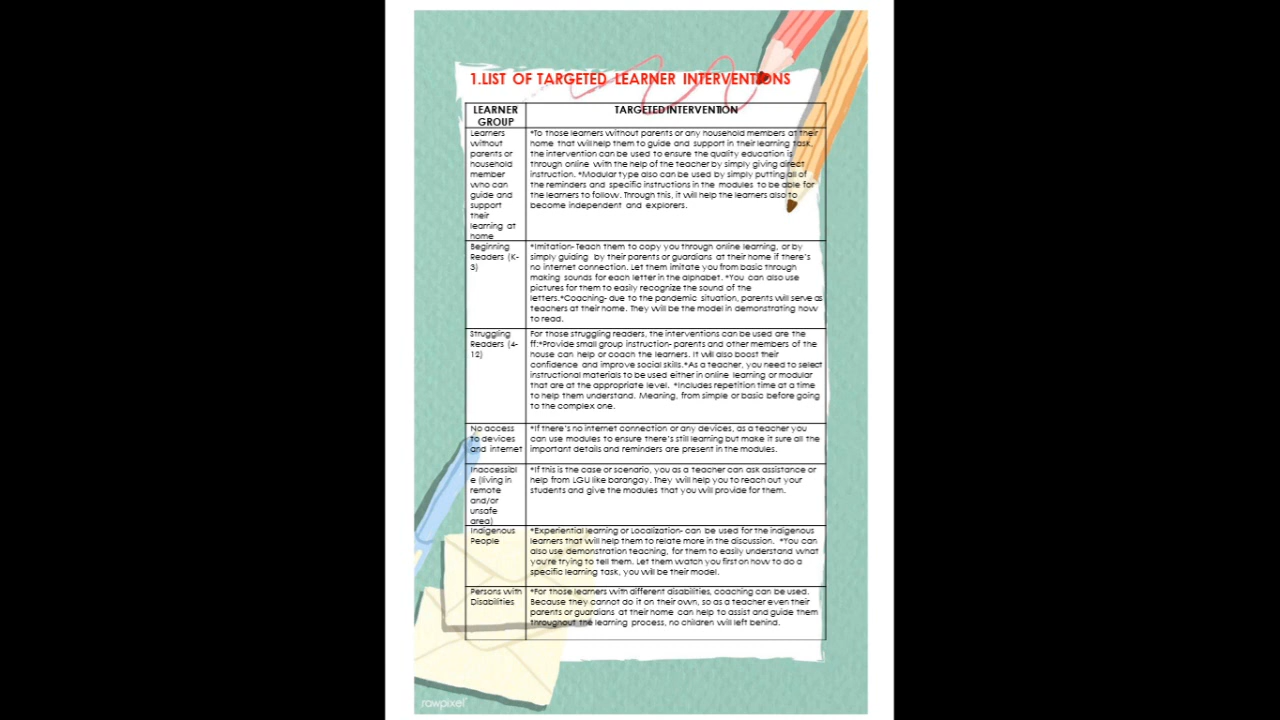 1.LIST OF TARGETED LEARNER INTERVENTIONS
LEARNER
GROUP
TARGETED INTERVENTION
Learners
without
parents or
household
member
who can
guide and
support
their
learning at
home
*To those learners without parents or any household members at their
home that will help them to guide and support in their learning task,
the intervention can be used to ensure the quality education is
through online with the help of the teacher by simply giving direct
instruction. *Modular type also can be used by simply putting all of
the reminders and specific instructions in the modules to be able for
the learners to follow. Through this, it will help the learners also to
become independent and explorers.
Beginning
Readers (K-
3)
*Imitation- Teach them to copy you through online learning, or by
simply guiding by their parents or guardians at their home if there's
no internet connection. Let them imitate you from basic through
making sounds for each letter in the alphabet. *You can also use
pictures for them to easily recognize the sound of the
letters.*Coaching- due to the pandemic situation, parents will serve as
teachers at their home. They will be the model in demonstrating how
to read.
Struggling
Readers (4-
12)
For those struggling readers, the interventions can be used are the
ff:*Provide small group instruction- parents and other members of the
house can help or coach the learners. It will also boost their
confidence and improve social skills.*As a teacher, you need to select
instructional materials to be used either in online learning or modular
that are at the appropriate level. *Includes repetition time at a time
to help them understand. Meaning, from simple or basic before going
to the complex one.
No access
to devices
and internet
*If there's no internet connection or any devices, as a teacher you
can use modules to ensure there's still learning but make it sure all the
important details and reminders are present in the modules.
Inaccessibl
e (living in
remote
and/or
unsafe
area)
*If this is the case or scenario, you as a teacher can ask assistance or
help from LGU like barangay. They will help you to reach out your
students and give the modules that you will provide for them.
Indigenous
People
*Experiential learning or Localization- can be used for the indigenous
learners that will help them to relate more in the discussion. *You can
also use demonstration teaching, for them to easily understand what
you're trying to tell them. Let them watch you first on how to do a
specific learning task, you will be their model.
Persons with
Disabilities
*For those learners with different disabilities, coaching can be used.
Because they cannot do it on their own, so as a teacher even their
parents or guardians at their home can help to assist and guide them
throughout the learning process, no children will left behind.
rawpixel